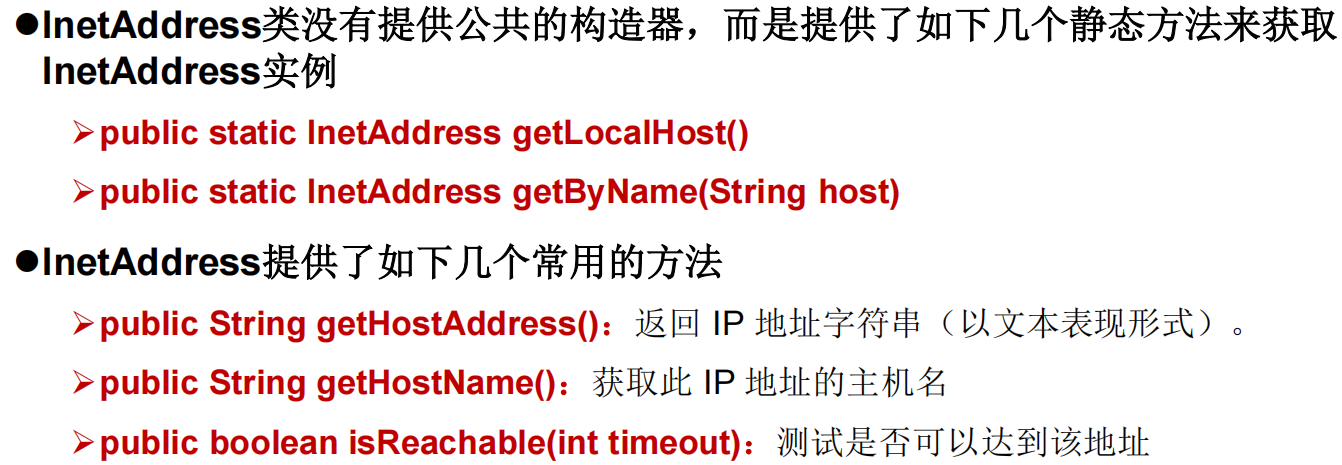 ●InetAddress类没有提供公共的构造器，而是提供了如下几个静态方法来获取
InetAddress实例
➢public static InetAddress getLocalHost()
➢public static InetAddress getByName(String host)
●InetAddress提供了如下几个常用的方法
➢public String getHostAddress()：返回 IP 地址字符串（以文本表现形式）。
➢public String getHostName()：获取此 IP 地址的主机名
➢public boolean isReachable(int timeout)：测试是否可以达到该地址